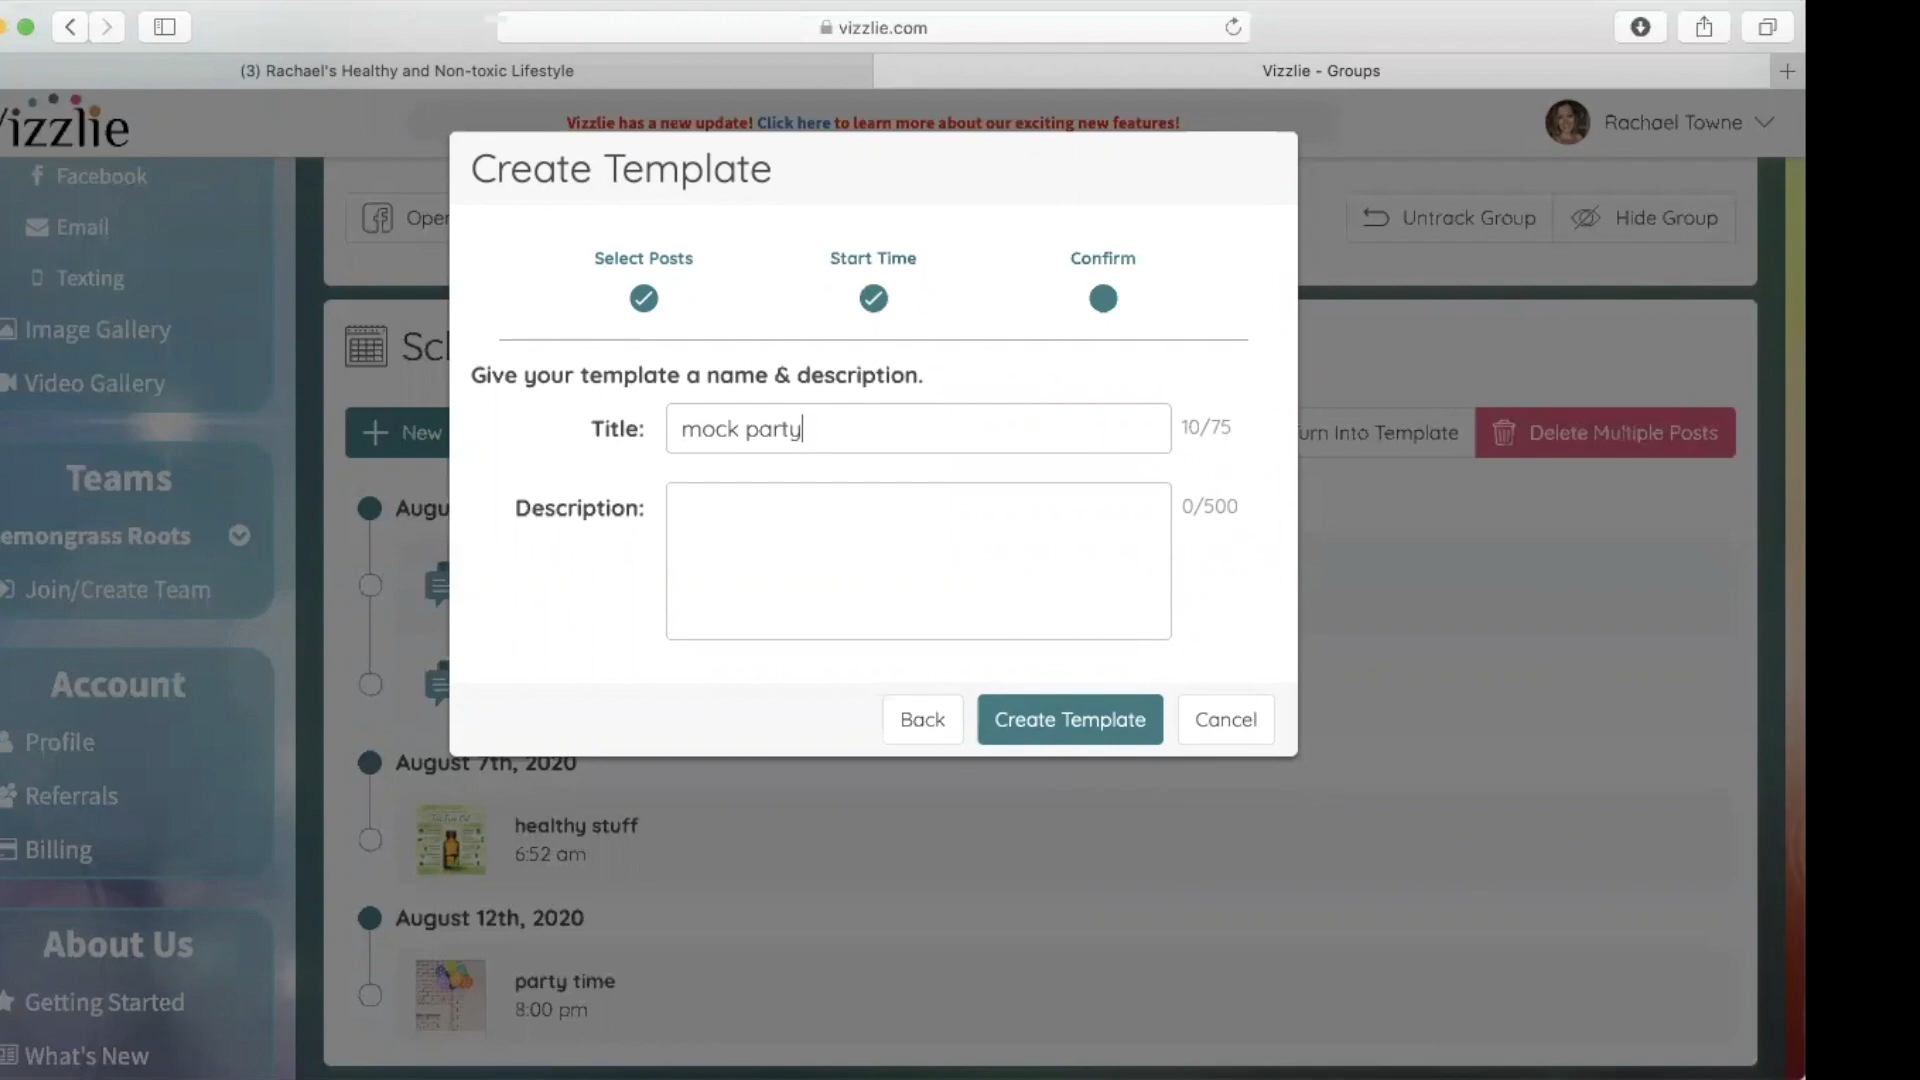 vizzlie.com
(3) Rachael's Healthy and Non-toxic Lifestyle
Vizzlie - Groups
vizzlie
Vizzlie has a new update! Click here to learn more about our exciting new features!
Rachael Towne
Facebook
Email
Texting
Image Gallery
Video Gallery
Teams
emongrass Roots
Join/Create Team
Account
Profile
Referrals
Billing
About Us
Getting Started
What's New
Open
Untrack Group
Hide Group
Sch
New
urn Into Template
Delete Multiple Posts
Create Template
Select Posts
Start Time
Confirm
Give your template a name & description.
Title:
mock party
10/75
Description:
0/500
Back
Create Template
Cancel
Augu
August 7th, 2020
healthy stuff
6:52 am
August 12th, 2020
party time
8:00 pm